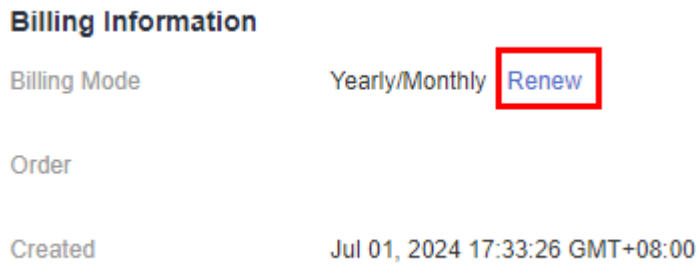 Billing Information
Billing Mode Yearly/Monthly Renew
Order
Created Jul 01, 2024 17:33:26 GMT+08:00